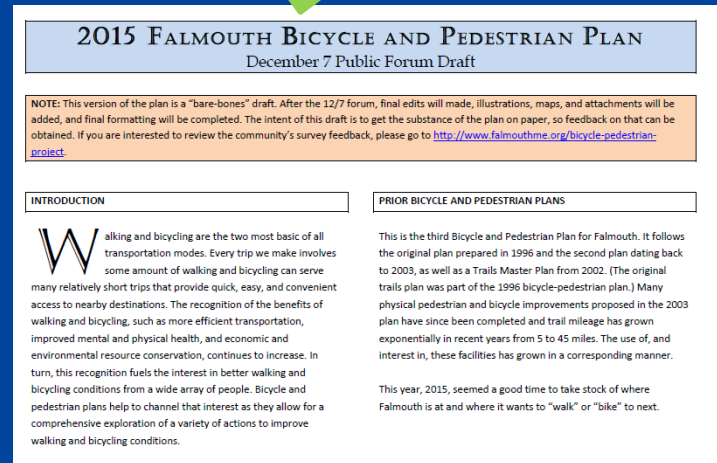 2015 FALMOUTH BICYCLE AND PEDESTRIAN PLAN
December 7 Public Forum Draft
NOTE: This version of the plan is a “bare-bones” draft. After the 12/7 forum, final edits will made, illustrations, maps, and attachments will be
added, and final formatting will be completed. The intent of this draft is to get the substance of the plan on paper, so feedback on that can be
obtained. If you are interested to review the community’s survey feedback, please go to http://www.falmouthme.org/bicycle-pedestrian-
project.
INTRODUCTION
Walking and bicycling are the two most basic of all
transportation modes. Every trip we make involves
some amount of walking and bicycling can serve
many relatively short trips that provide quick, easy, and convenient
access to nearby destinations. The recognition of the benefits of
walking and bicycling, such as more efficient transportation,
improved mental and physical health, and economic and
environmental resource conservation, continues to increase. In
turn, this recognition fuels the interest in better walking and
bicycling conditions from a wide array of people. Bicycle and
pedestrian plans help to channel that interest as they allow for a
comprehensive exploration of a variety of actions to improve
walking and bicycling conditions.
PRIOR BICYCLE AND PEDESTRIAN PLANS
This is the third Bicycle and Pedestrian Plan for Falmouth. It follows
the original plan prepared in 1996 and the second plan dating back
to 2003, as well as a Trails Master Plan from 2002. (The original
trails plan was part of the 1996 bicycle-pedestrian plan.) Many
physical pedestrian and bicycle improvements proposed in the 2003
plan have since been completed and trail mileage has grown
exponentially in recent years from 5 to 45 miles. The use of, and
interest in, these facilities has grown in a corresponding manner.
This year, 2015, seemed a good time to take stock of where
Falmouth is at and where it wants to “walk” or “bike” to next.